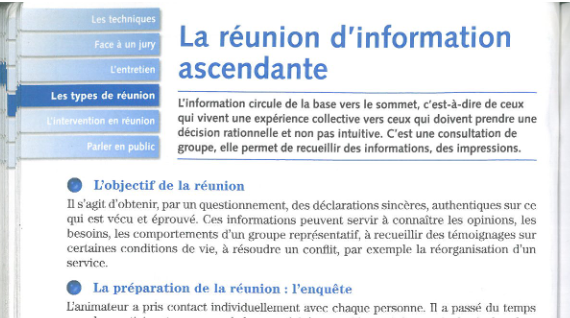 Les techniques
Face à un jury
L'entretien
Les types de réunion
L'intervention en réunion
Parler en public
La réunion d'information
ascendante
L'information circule de la base vers le sommet, c'est-à-dire de ceux
qui vivent une expérience collective vers ceux qui doivent prendre une
décision rationnelle et non pas intuitive. C'est une consultation de
groupe, elle permet de recueillir des informations, des impressions.
L'objectif de la réunion
Il s'agit d'obtenir, par un questionnement, des déclarations sincères, authentiques sur ce
qui est vécu et éprouvé. Ces informations peuvent servir à connaître les opinions, les
besoins, les comportements d'un groupe représentatif, à recueillir des témoignages sur
certaines conditions de vie, à résoudre un conflit, par exemple la réorganisation d'un
service.
La préparation de la réunion : l'enquête
L'animateur a pris contact individuellement avec chaque personne. Il a passé du temps